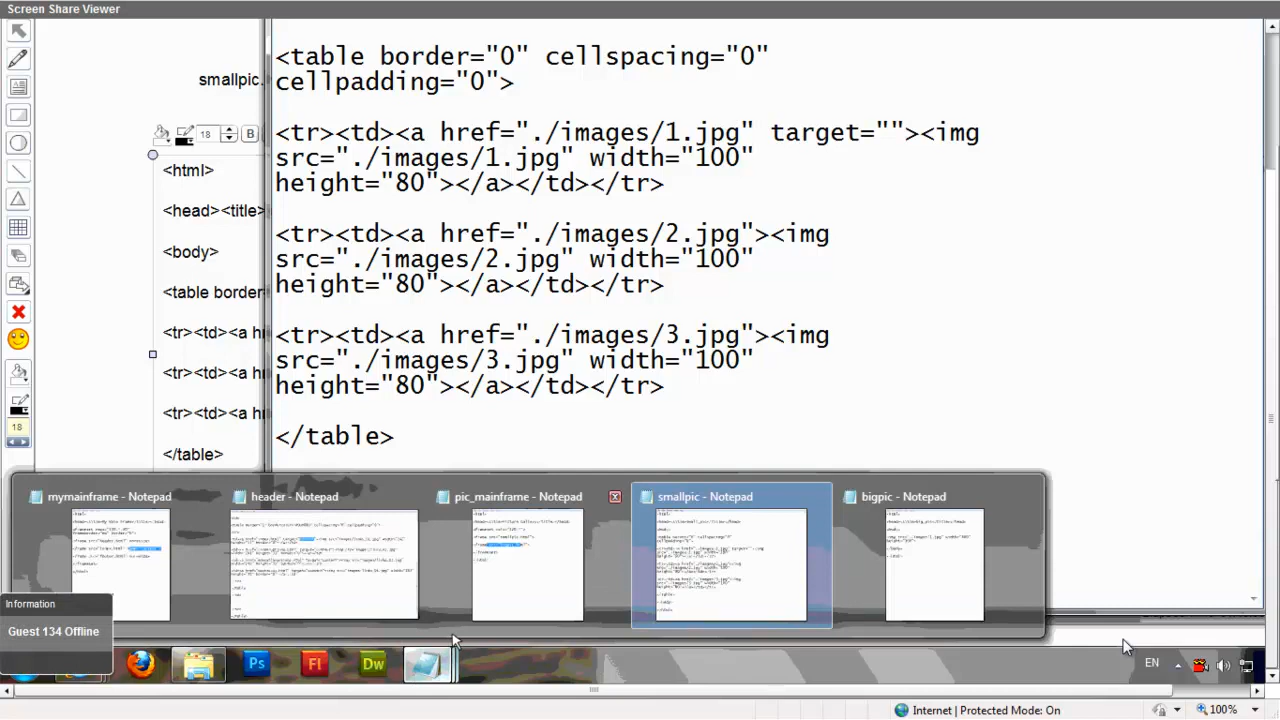 Screen Share Viewer
smallpic.
18
B
<html>
<head><title>
<body>
<table border=
<tr><td><a
<tr><td><a
<tr><td><a
</table>
18
<table border="0" cellspacing="0"
cellpadding="0">
<tr><td><a href="./images/1.jpg" target=""><img
src="./images/1.jpg" width="100"
height="80"></a></td></tr>
<tr><td><a href="./images/2.jpg"><img
src="./images/2.jpg" width="100"
height="80"></a></td></tr>
<tr><td><a href="./images/3.jpg"><img
src="./images/3.jpg" width="100"
height="80"></a></td></tr>
</table>
mymainframe - Notepad
header - Notepad
pic_mainframe - Notepad
smallpic - Notepad
bigpic - Notepad
Information
Guest 134 Offline
Ps
Fl
Dw
EN
Internet | Protected Mode: On
100%